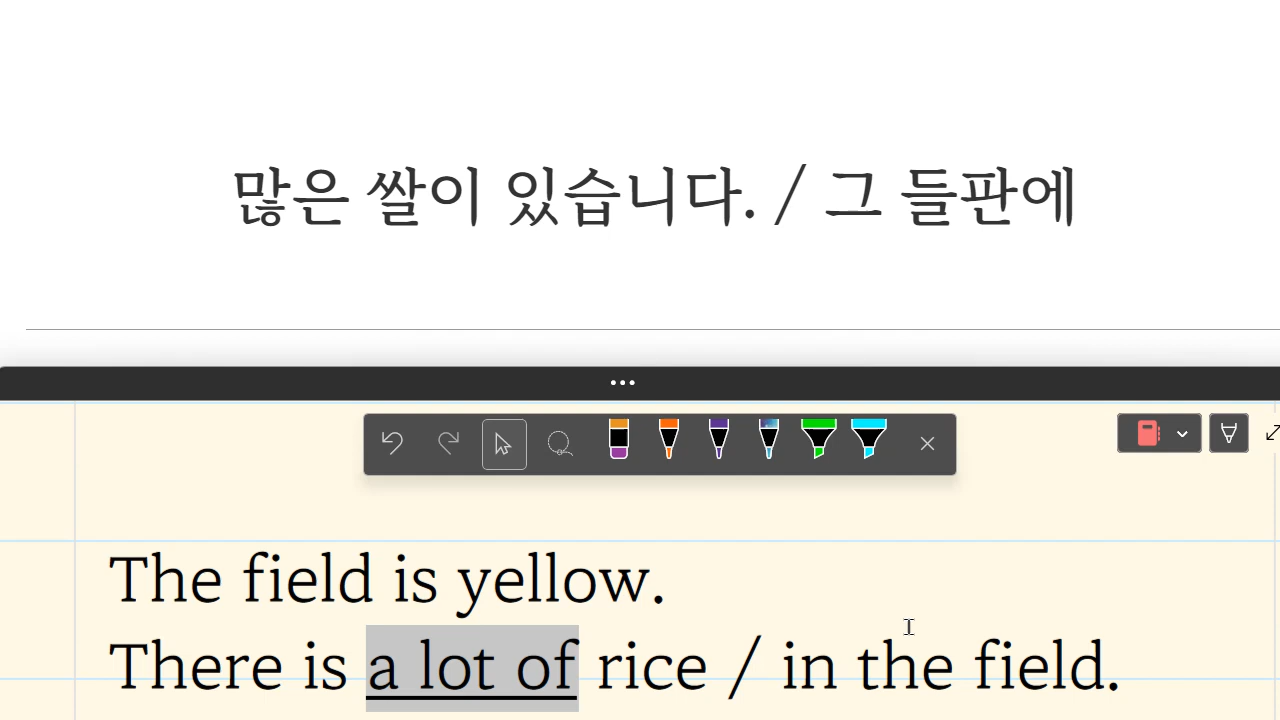 많은 쌀이 있습니다. / 그 들판에
The field is yellow.
There is a lot of rice / in the field.